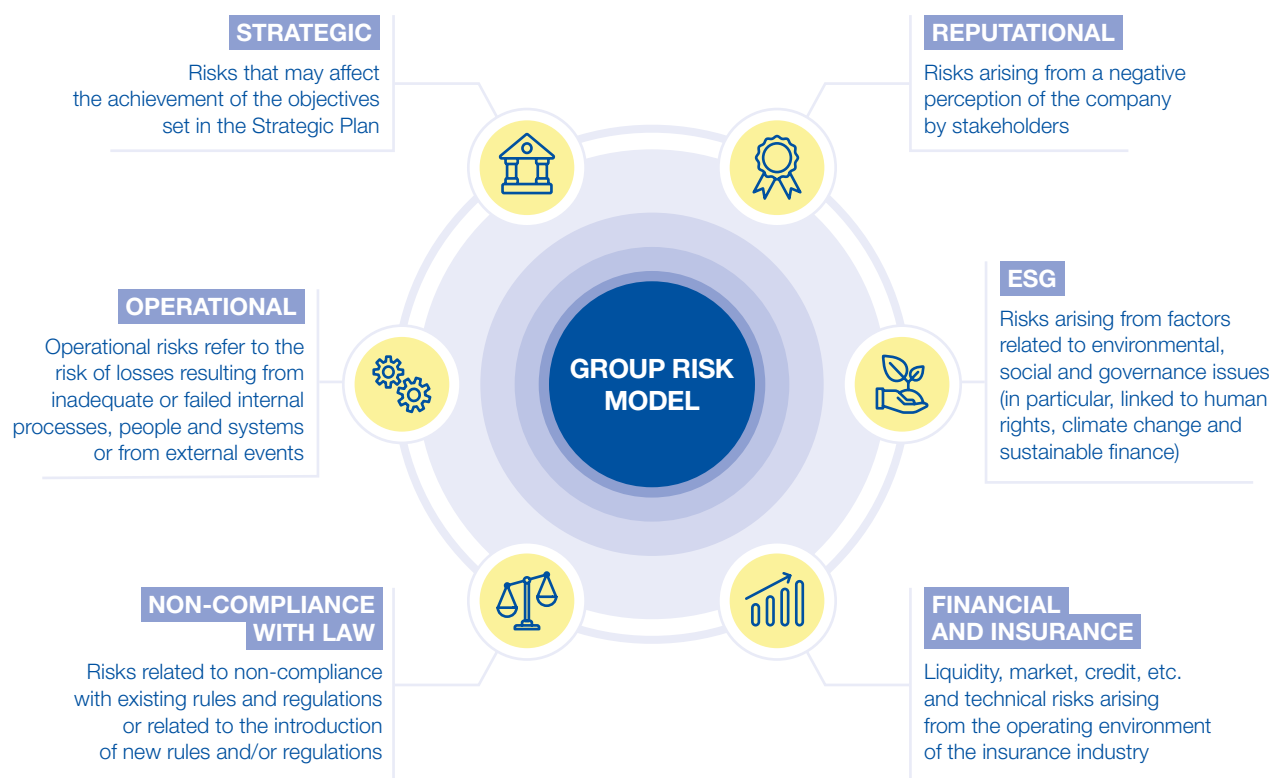 STRATEGIC
Risks that may affect
the achievement of the objectives
set in the Strategic Plan
REPUTATIONAL
Risks arising from a negative
perception of the company
by stakeholders
OPERATIONAL
Operational risks refer to the
risk of losses resulting from
inadequate or failed internal
processes, people and systems
or from external events
GROUP RISK
MODEL
ESG
Risks arising from factors
related to environmental,
social and governance issues
(in particular, linked to human
rights, climate change and
sustainable finance)
NON-COMPLIANCE
WITH LAW
Risks related to non-compliance
with existing rules and regulations
or related to the introduction
of new rules and/or regulations
FINANCIAL
AND INSURANCE
Liquidity, market, credit, etc.
and technical risks arising
from the operating environment
of the insurance industry